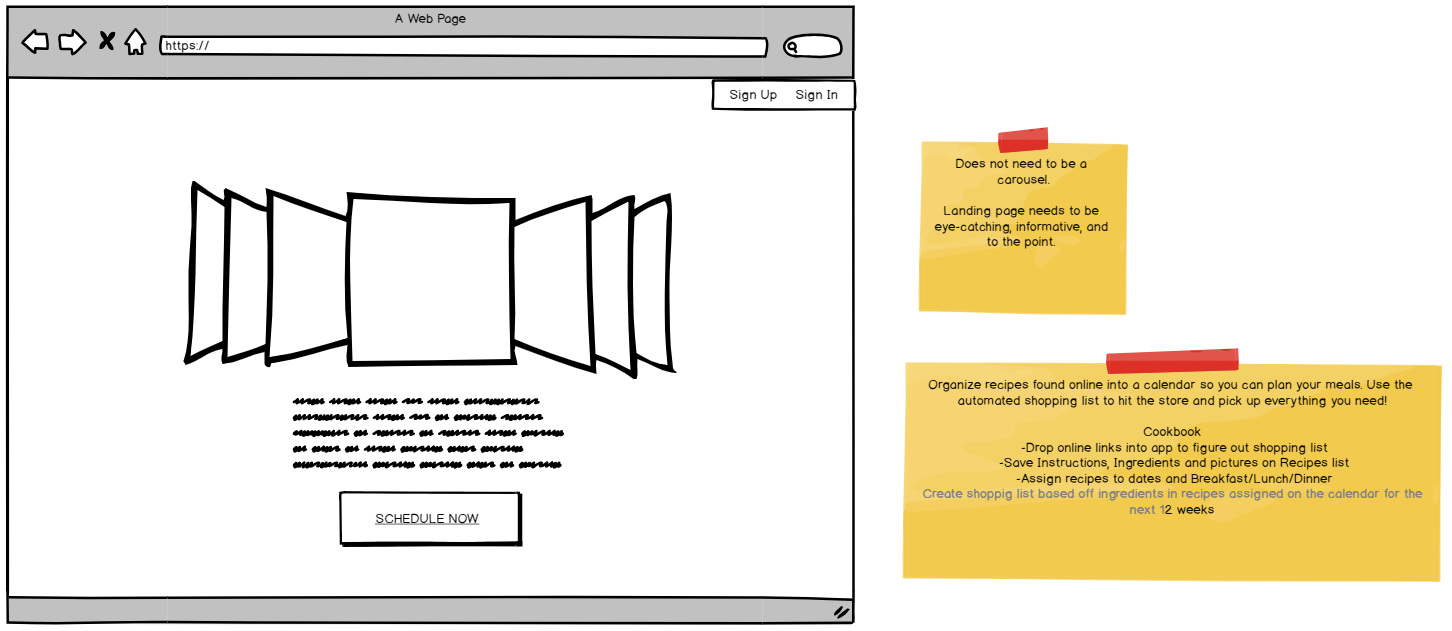 A Web Page
https://
Sign Up Sign In
SCHEDULE NOW
Does not need to be a
carousel.
Landing page needs to be
eye-catching, informative, and
to the point.
Organize recipes found online into a calendar so you can plan your meals. Use the
automated shopping list to hit the store and pick up everything you need!
Cookbook
-Drop online links into app to figure out shopping list
-Save Instructions, Ingredients and pictures on Recipes list
-Assign recipes to dates and Breakfast/Lunch/Dinner
Create shoppig list based off ingredients in recipes assigned on the calendar for the
next 12 weeks